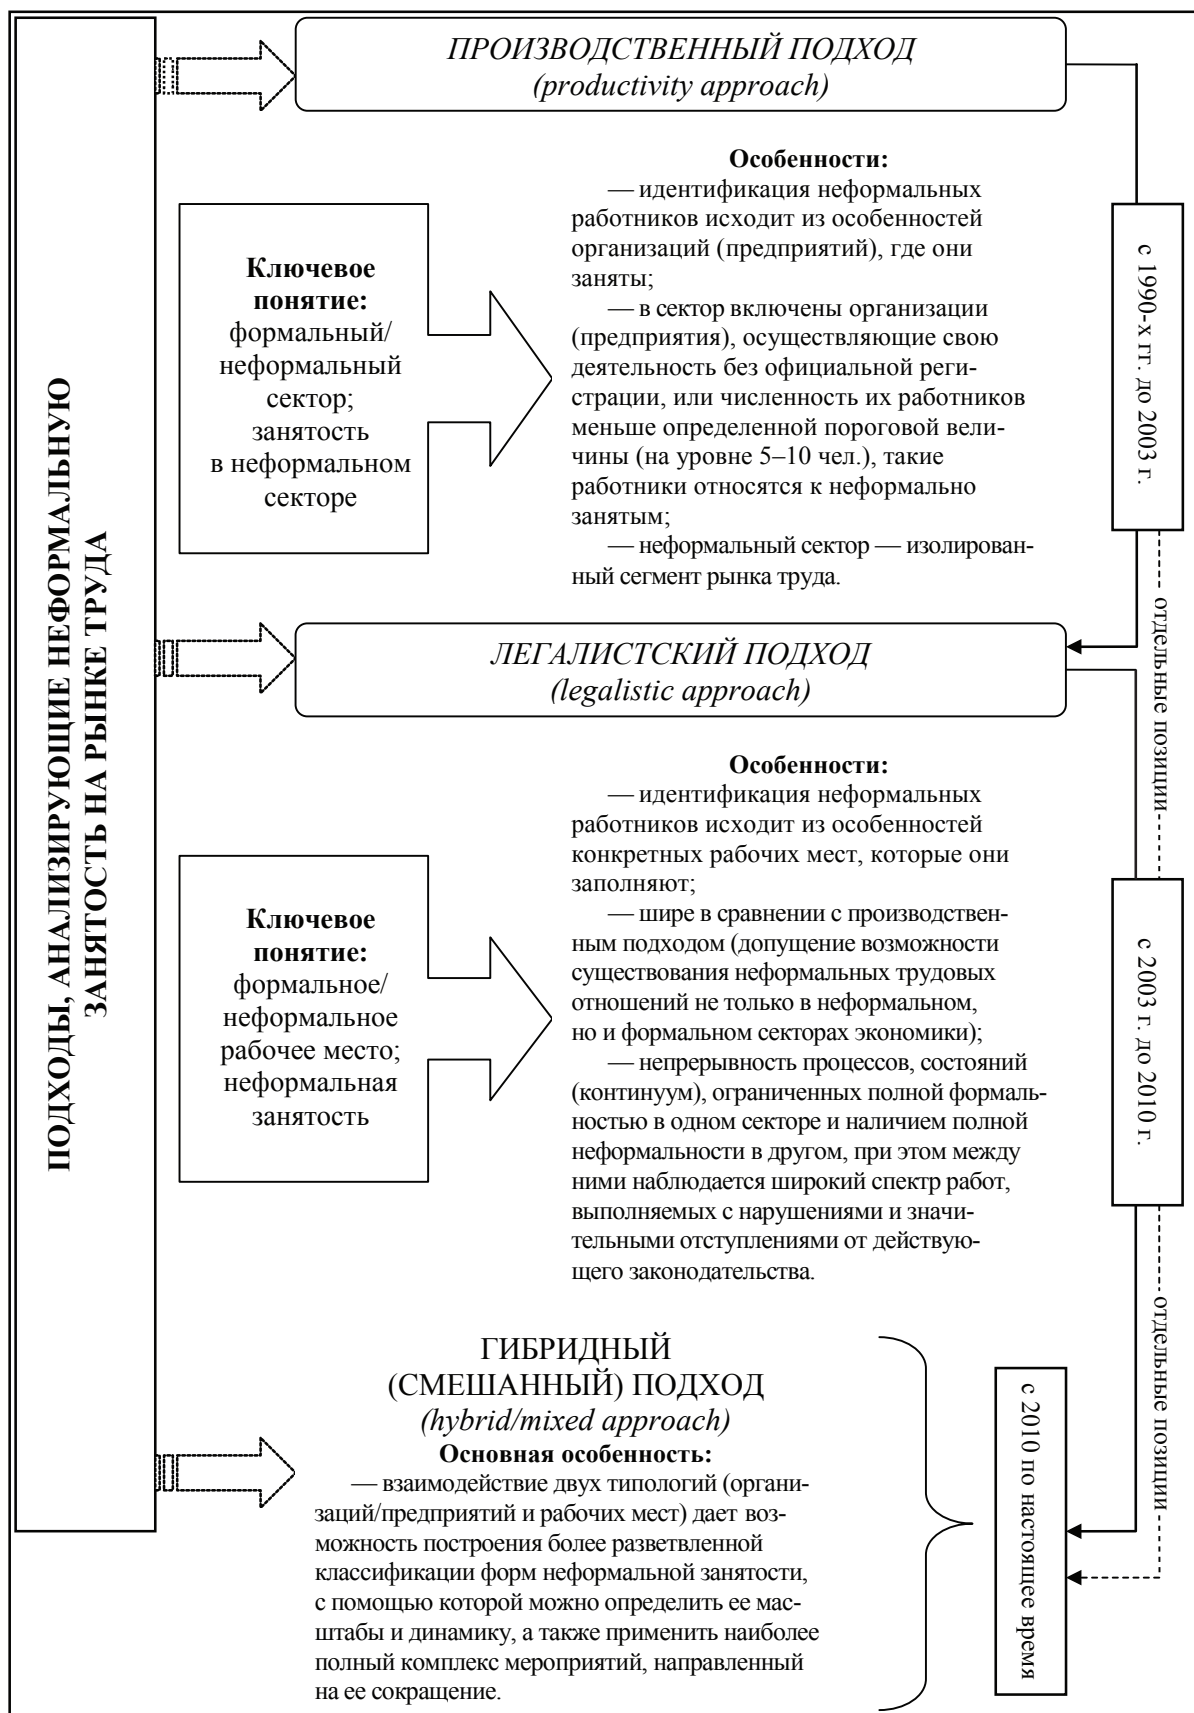 ПОДХОДЫ, АНАЛИЗИРУЮЩИЕ НЕФОРМАЛЬНУЮ
ЗАНЯТОСТЬ НА РЫНКЕ ТРУДА
ПРОИЗВОДСТВЕННЫЙ ПОДХОД
(productivity approach)
Ключевое
понятие:
формальный/
неформальный
сектор;
занятость
в неформальном
секторе
Особенности:
— идентификация неформальных
работников исходит из особенностей
организаций (предприятий), где они
заняты;
— в сектор включены организации
(предприятия), осуществляющие свою
деятельность без официальной реги-
страции, или численность их работников
меньше определенной пороговой вели-
чины (на уровне 5–10 чел.), такие
работники относятся к неформально
занятым;
— неформальный сектор — изолирован-
ный сегмент рынка труда.
с 1990-х гг. до 2003 г.
отдельные позиции
ЛЕГАЛИСТСКИЙ ПОДХОД
(legalistic approach)
Ключевое
понятие:
формальное/
неформальное
рабочее место;
неформальная
занятость
Особенности:
— идентификация неформальных
работников исходит из особенностей
конкретных рабочих мест, которые они
заполняют;
— шире в сравнении с производствен-
ным подходом (допущение возможности
существования неформальных трудовых
отношений не только в неформальном,
но и формальном секторах экономики);
— непрерывность процессов, состояний
(континуум), ограниченных полной формаль-
ностью в одном секторе и наличием полной
неформальности в другом, при этом между
ними наблюдается широкий спектр работ,
выполняемых с нарушениями и значи-
тельными отступлениями от действую-
щего законодательства.
с 2003 г. до 2010 г.
отдельные позиции
ГИБРИДНЫЙ
(СМЕШАННЫЙ) ПОДХОД
(hybrid/mixed approach)
Основная особенность:
— взаимодействие двух типологий (органи-
заций/предприятий и рабочих мест) дает воз-
можность построения более разветвленной
классификации форм неформальной занятости,
с помощью которой можно определить ее мас-
штабы и динамику, а также применить наиболее
полный комплекс мероприятий, направленный
на ее сокращение.
с 2010 по настоящее время